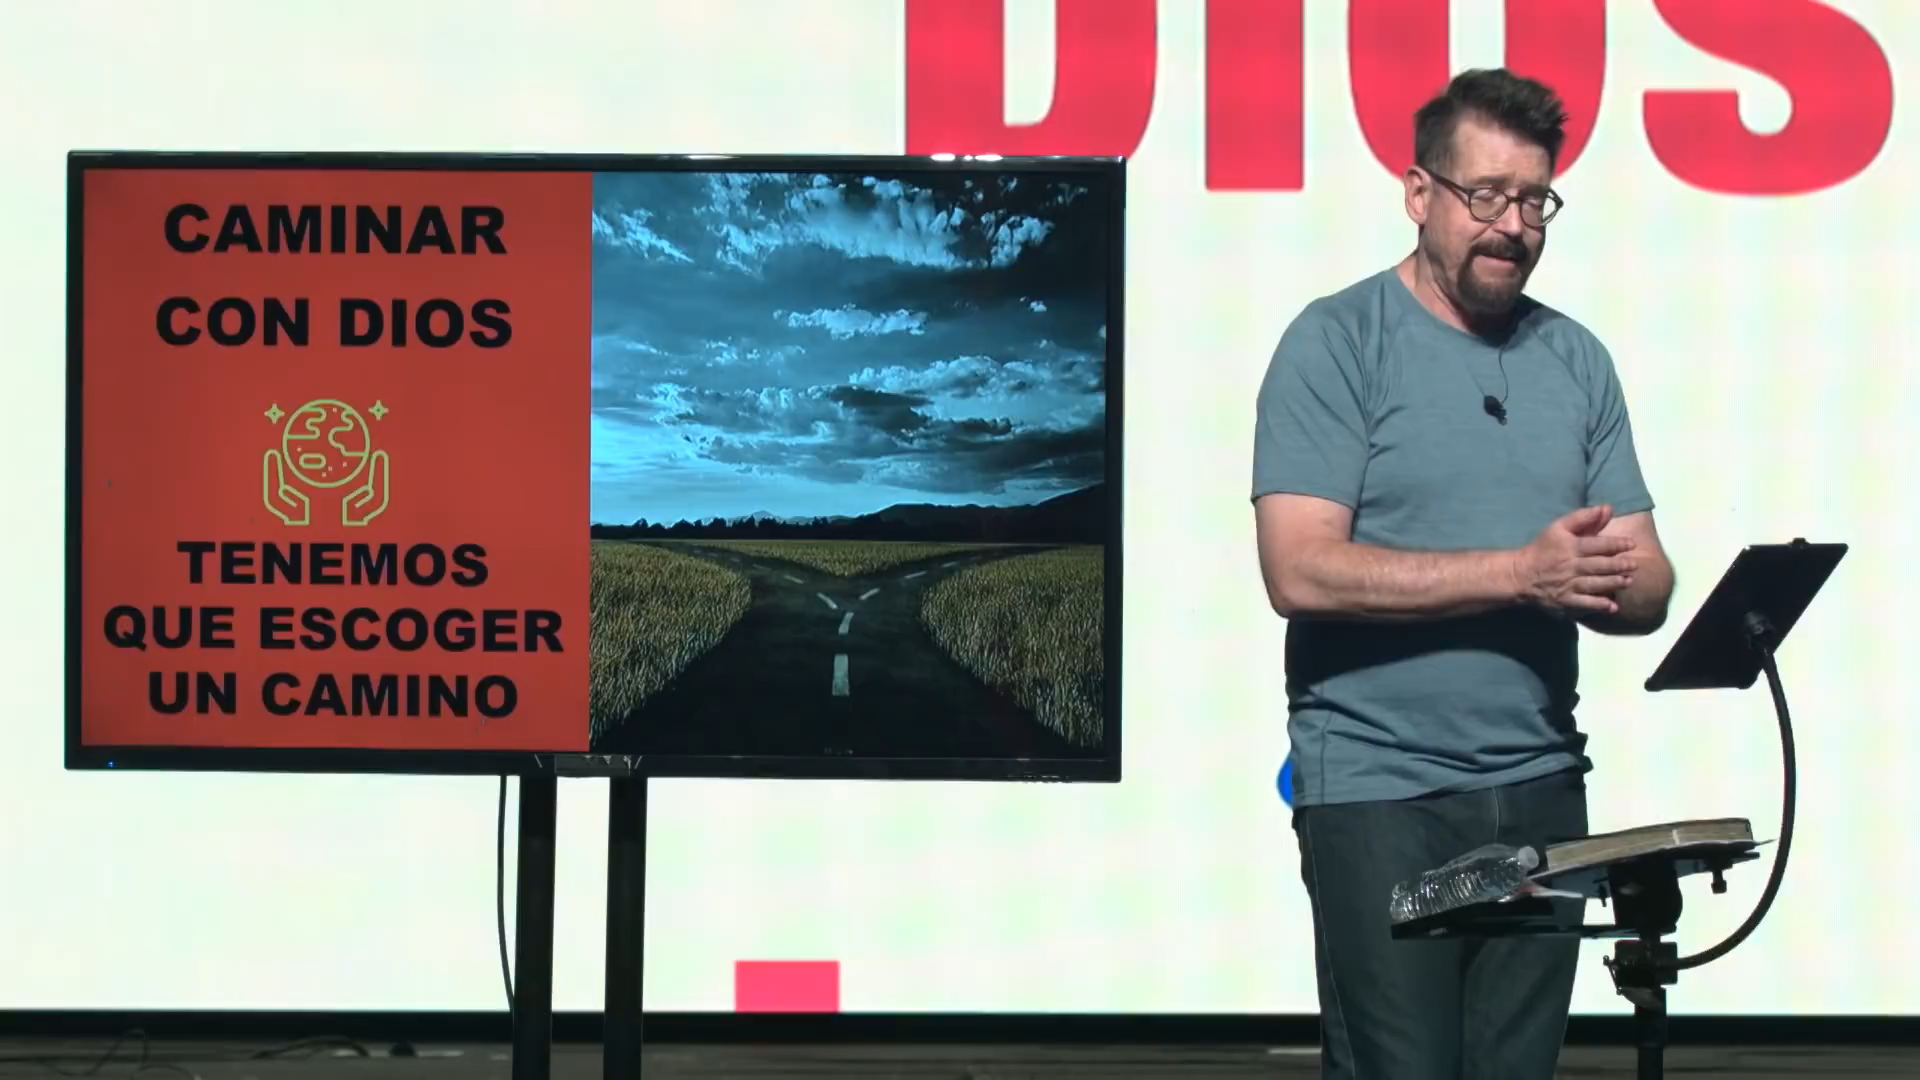 DIOS
CAMINAR
CON DIOS
TENEMOS
QUE ESCOGER
UN CAMINO